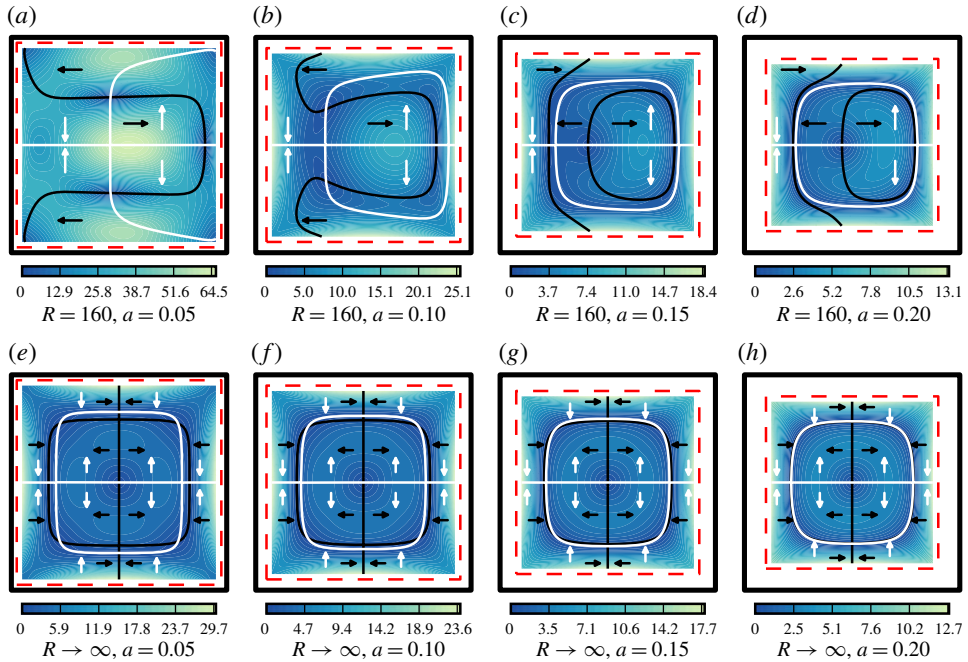 (a) (b) (c) (d)
0 12.9 25.8 38.7 51.6 64.5 0 5.0 10.0 15.1 20.1 25.1 0 3.7 7.4 11.0 14.7 18.4 0 2.6 5.2 7.8 10.5 13.1
R = 160, a = 0.05 R = 160, a = 0.10 R = 160, a = 0.15 R = 160, a = 0.20
(e) (f) (g) (h)
0 5.9 11.9 17.8 23.7 29.7 0 4.7 9.4 14.2 18.9 23.6 0 3.5 7.1 10.6 14.2 17.7 0 2.5 5.1 7.6 10.2 12.7
R → ∞, a = 0.05 R → ∞, a = 0.10 R → ∞, a = 0.15 R → ∞, a = 0.20